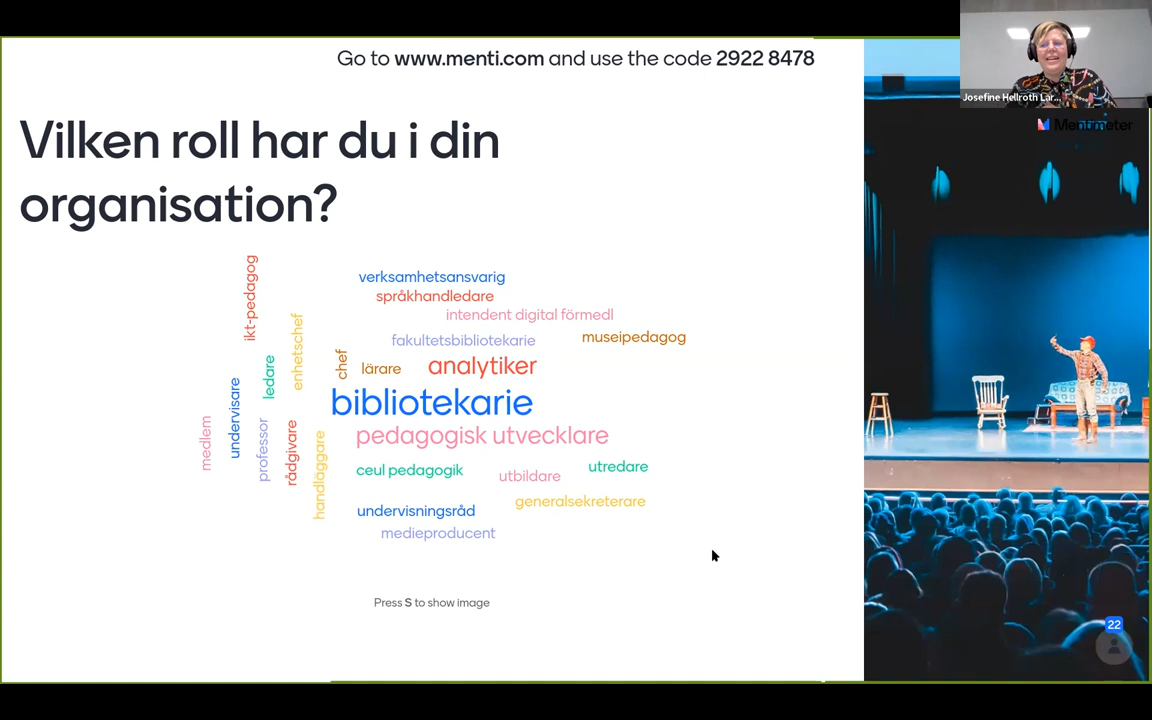 Go to www.menti.com and use the code 2922 8478
Josefine Hellroth Lar...
Mentimeter
Vilken roll har du i din
organisation?
ikt-pedagog
verksamhetsansvarig
språkhandledare
intendent digital förmedl
enhetschef
fakultetsbibliotekarie
museipedagog
chef
lärare
analytiker
ledare
undervisare
bibliotekarie
medlem
professor
rådgivare
handläggare
pedagogisk utvecklare
ceul pedagogik
utbildare
utredare
generalsekreterare
undervisningsråd
medieproducent
Press S to show image
22